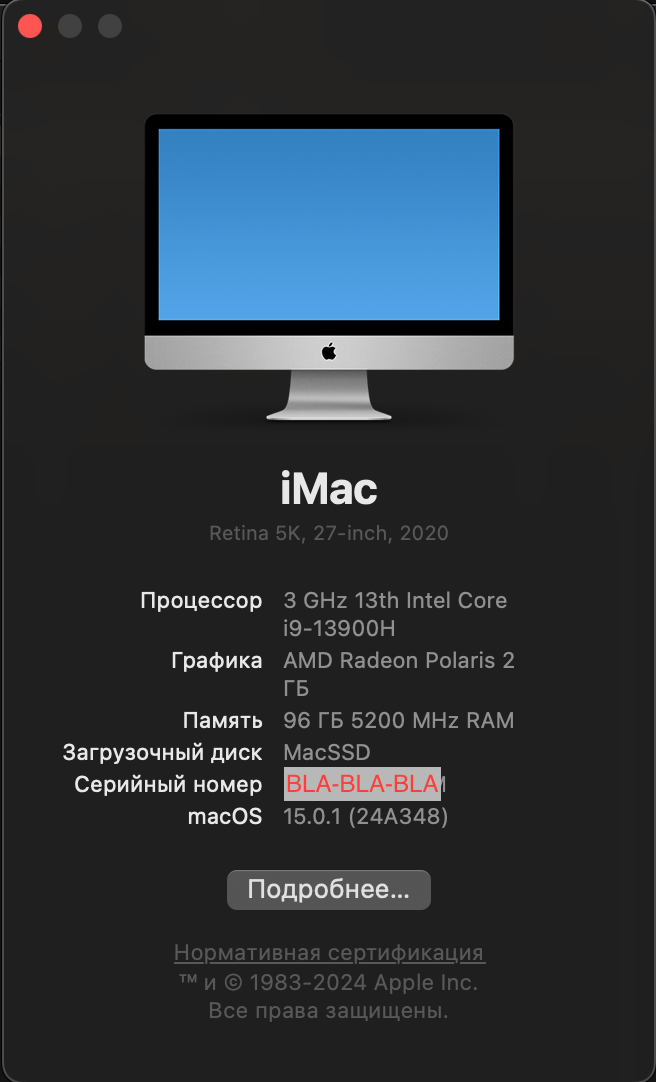 iMac
Retina 5K, 27-inch, 2020
Процессор 3 GHz 13th Intel Core
i9-13900H
Графика AMD Radeon Polaris 2
ГБ
Память 96 ГБ 5200 MHz RAM
Загрузочный диск MacSSD
Серийный номер BLA-BLA-BLA
macOS 15.0.1 (24A348)
Подробнее...
Нормативная сертификация
™ и © 1983-2024 Apple Inc.
Все права защищены.